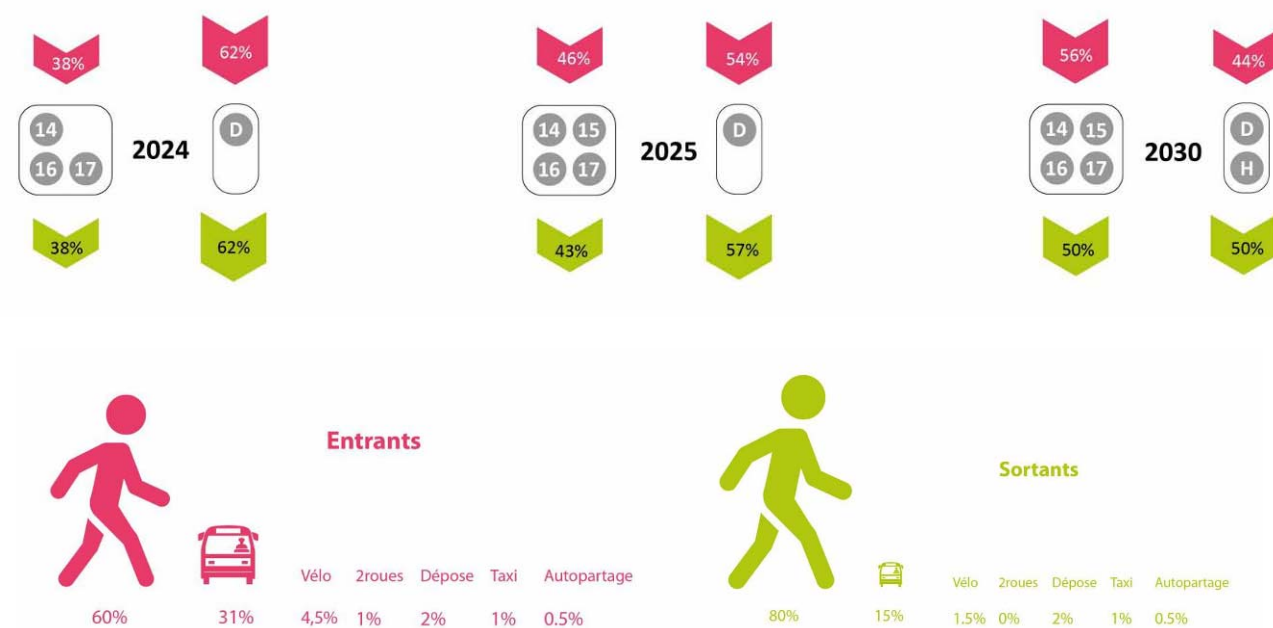 38% 62% 46% 54% 56% 44%
14 D 14 15 D 14 15 D
2024 2025 2030
16 17 16 17 16 17 H
38% 62% 43% 57% 50% 50%
Entrants
Sortants
Vélo 2roues Dépose Taxi Autopartage
60% 31% 4,5% 1% 2% 1% 0.5%
Vélo 2roues Dépose Taxi Autopartage
80% 15% 1.5% 0% 2% 1% 0.5%